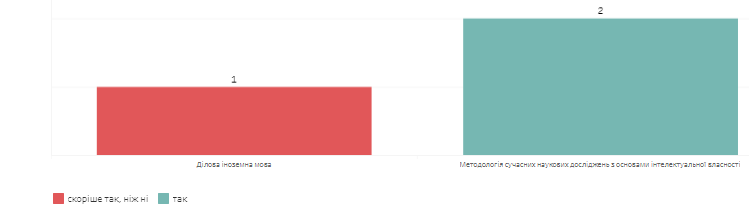 2
1
Ділова іноземна мова
Методологія сучасних наукових досліджень з основами інтелектуальної власності
скоріше так, ніж ні
так